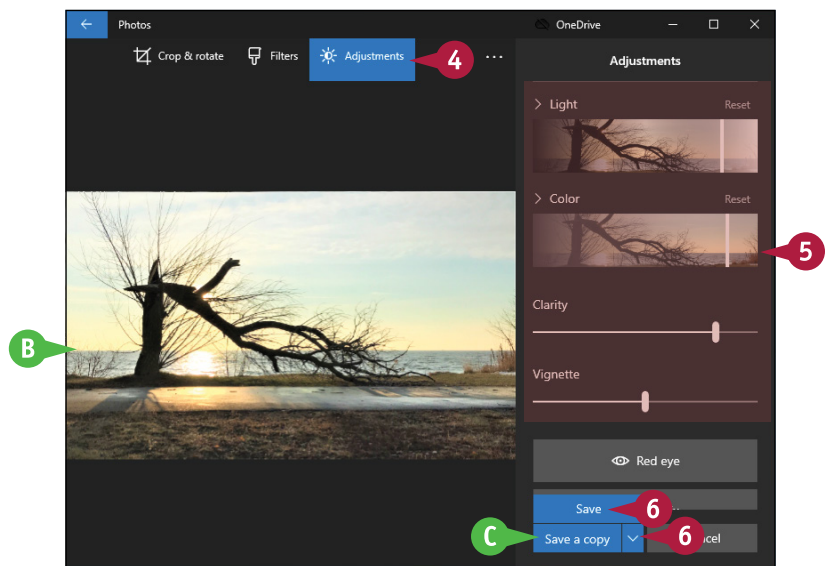 Photos
OneDrive
Crop & rotate
Filters
Adjustments
4
...
Adjustments
Light
Reset
Color
Reset
5
Clarity
B
Vignette
Red eye
Save
6
C
Save a copy
6